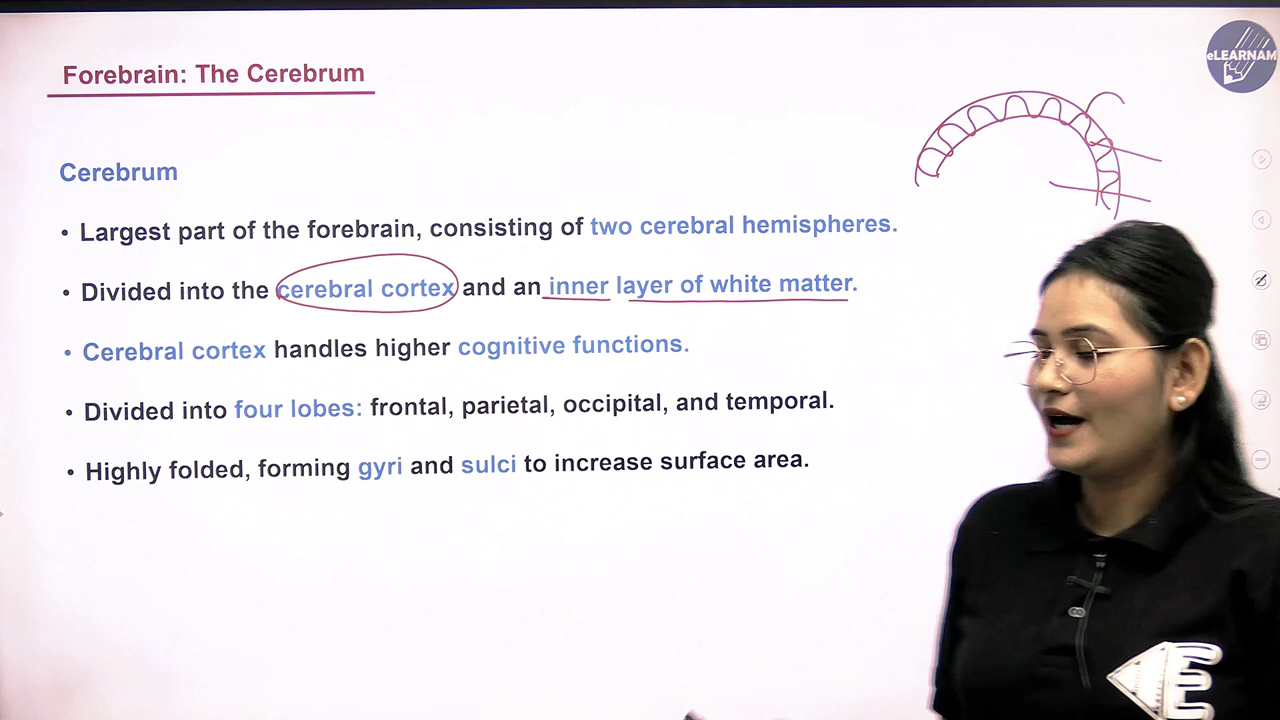 Forebrain: The Cerebrum
eLEARNAM
Cerebrum
• Largest part of the forebrain, consisting of two cerebral hemispheres.
• Divided into the cerebral cortex and an inner layer of white matter.
• Cerebral cortex handles higher cognitive functions.
• Divided into four lobes: frontal, parietal, occipital, and temporal.
• Highly folded, forming gyri and sulci to increase surface area.